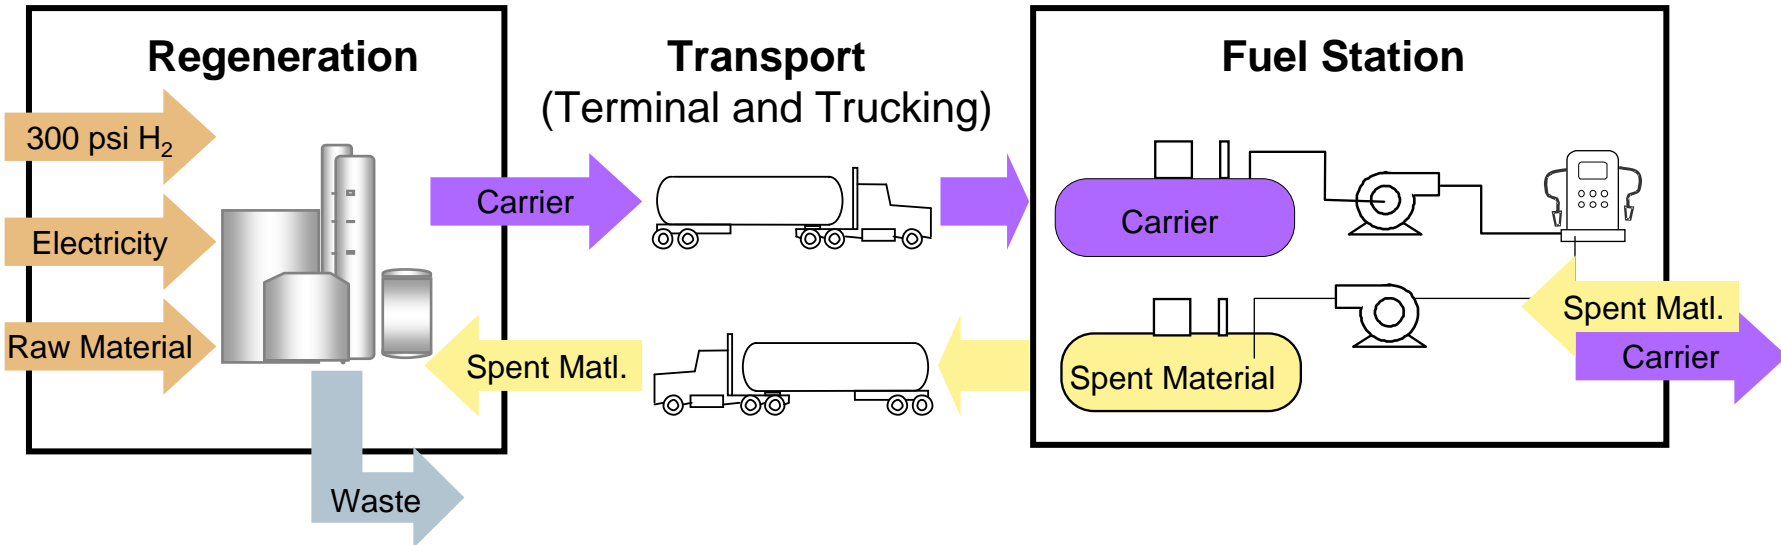 Regeneration
300 psi H₂
Electricity
Raw Material
Waste
Transport
(Terminal and Trucking)
Carrier
Spent Matl.
Fuel Station
Carrier
Spent Material
Spent Matl.
Carrier